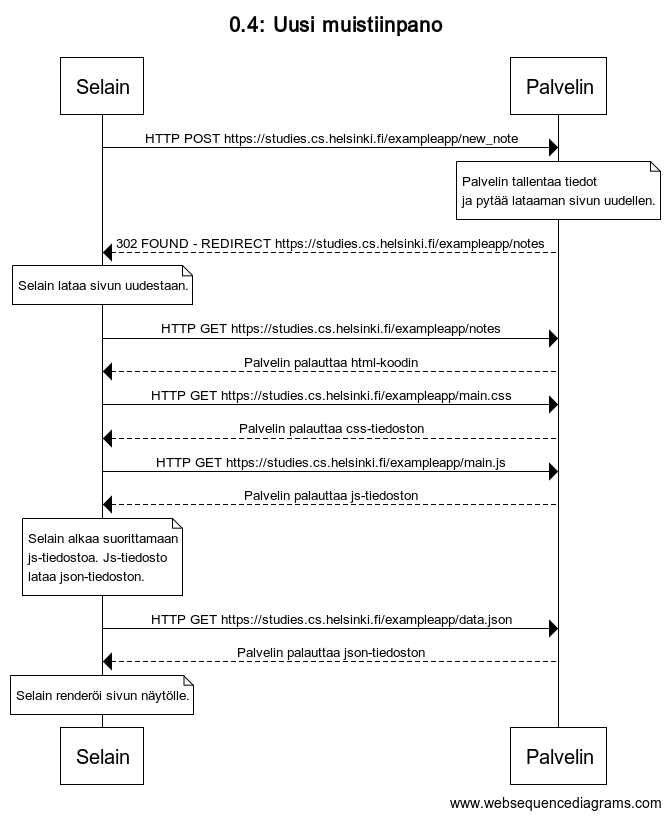 0.4: Uusi muistiinpano
Selain
Palvelin
HTTP POST https://studies.cs.helsinki.fi/exampleapp/new_note
Palvelin tallentaa tiedot
ja pytää lataaman sivun uudellen.
302 FOUND - REDIRECT https://studies.cs.helsinki.fi/exampleapp/notes
Selain lataa sivun uudestaan.
HTTP GET https://studies.cs.helsinki.fi/exampleapp/notes
Palvelin palauttaa html-koodin
HTTP GET https://studies.cs.helsinki.fi/exampleapp/main.css
Palvelin palauttaa css-tiedoston
HTTP GET https://studies.cs.helsinki.fi/exampleapp/main.js
Palvelin palauttaa js-tiedoston
Selain alkaa suorittamaan
js-tiedostoa. Js-tiedosto
lataa json-tiedoston.
HTTP GET https://studies.cs.helsinki.fi/exampleapp/data.json
Palvelin palauttaa json-tiedoston
Selain renderöi sivun näytölle.
Selain
Palvelin
www.websequencediagrams.com